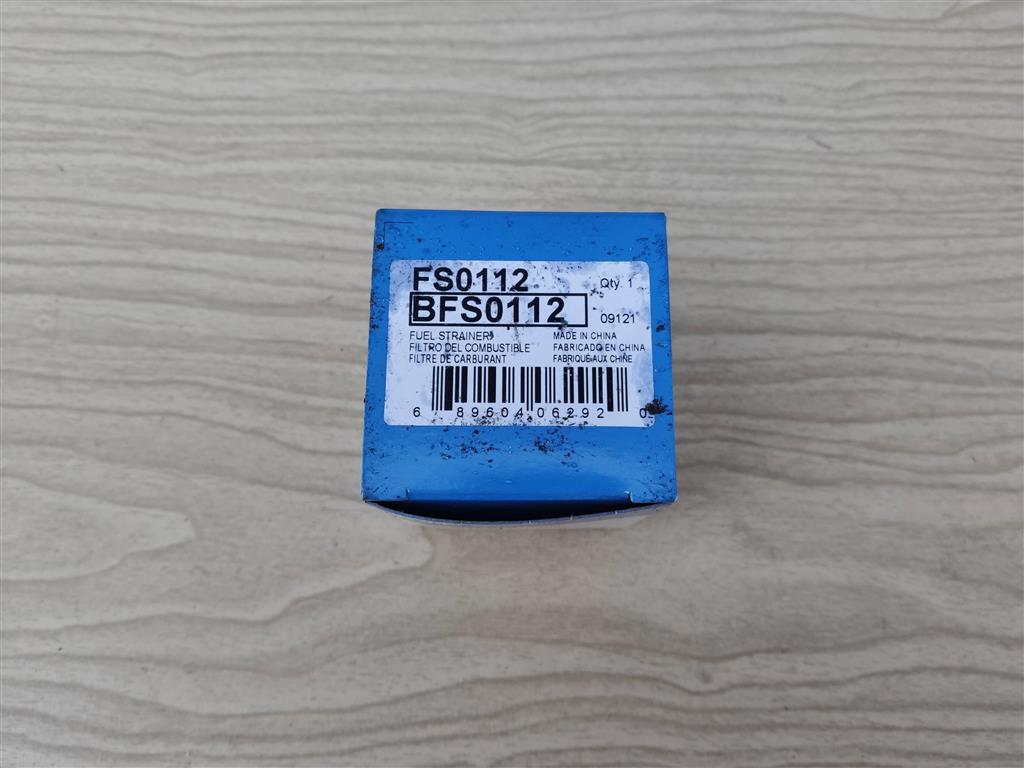 FS0112
Qty. 1
BFS0112
09121
FUEL STRAINER
MADE IN CHINA
FILTRO DEL COMBUSTIBLE
FABRICADO EN CHINA
FILTRE DE CARBURANT
FABRIQUE AUX CHINE
6 89604 06292 0